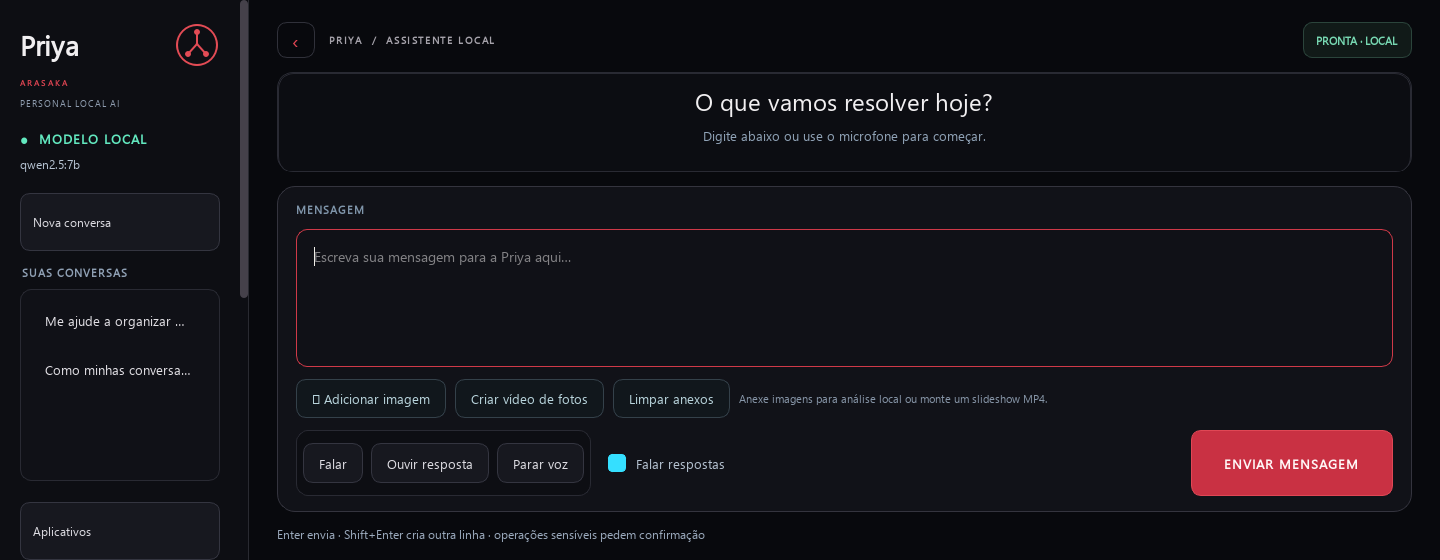 Priya
ARASAKA
PERSONAL LOCAL AI
● MODELO LOCAL
qwen2.5:7b
Nova conversa
SUAS CONVERSAS
Me ajude a organizar ...
Como minhas conversa...
Aplicativos
‹
PRIYA / ASSISTENTE LOCAL
PRONTA · LOCAL
O que vamos resolver hoje?
Digite abaixo ou use o microfone para começar.
MENSAGEM
Escreva sua mensagem para a Priya aqui...
Adicionar imagem
Criar vídeo de fotos
Limpar anexos
Anexe imagens para análise local ou monte um slideshow MP4.
Falar
Ouvir resposta
Parar voz
Falar respostas
ENVIAR MENSAGEM
Enter envia · Shift+Enter cria outra linha · operações sensíveis pedem confirmação